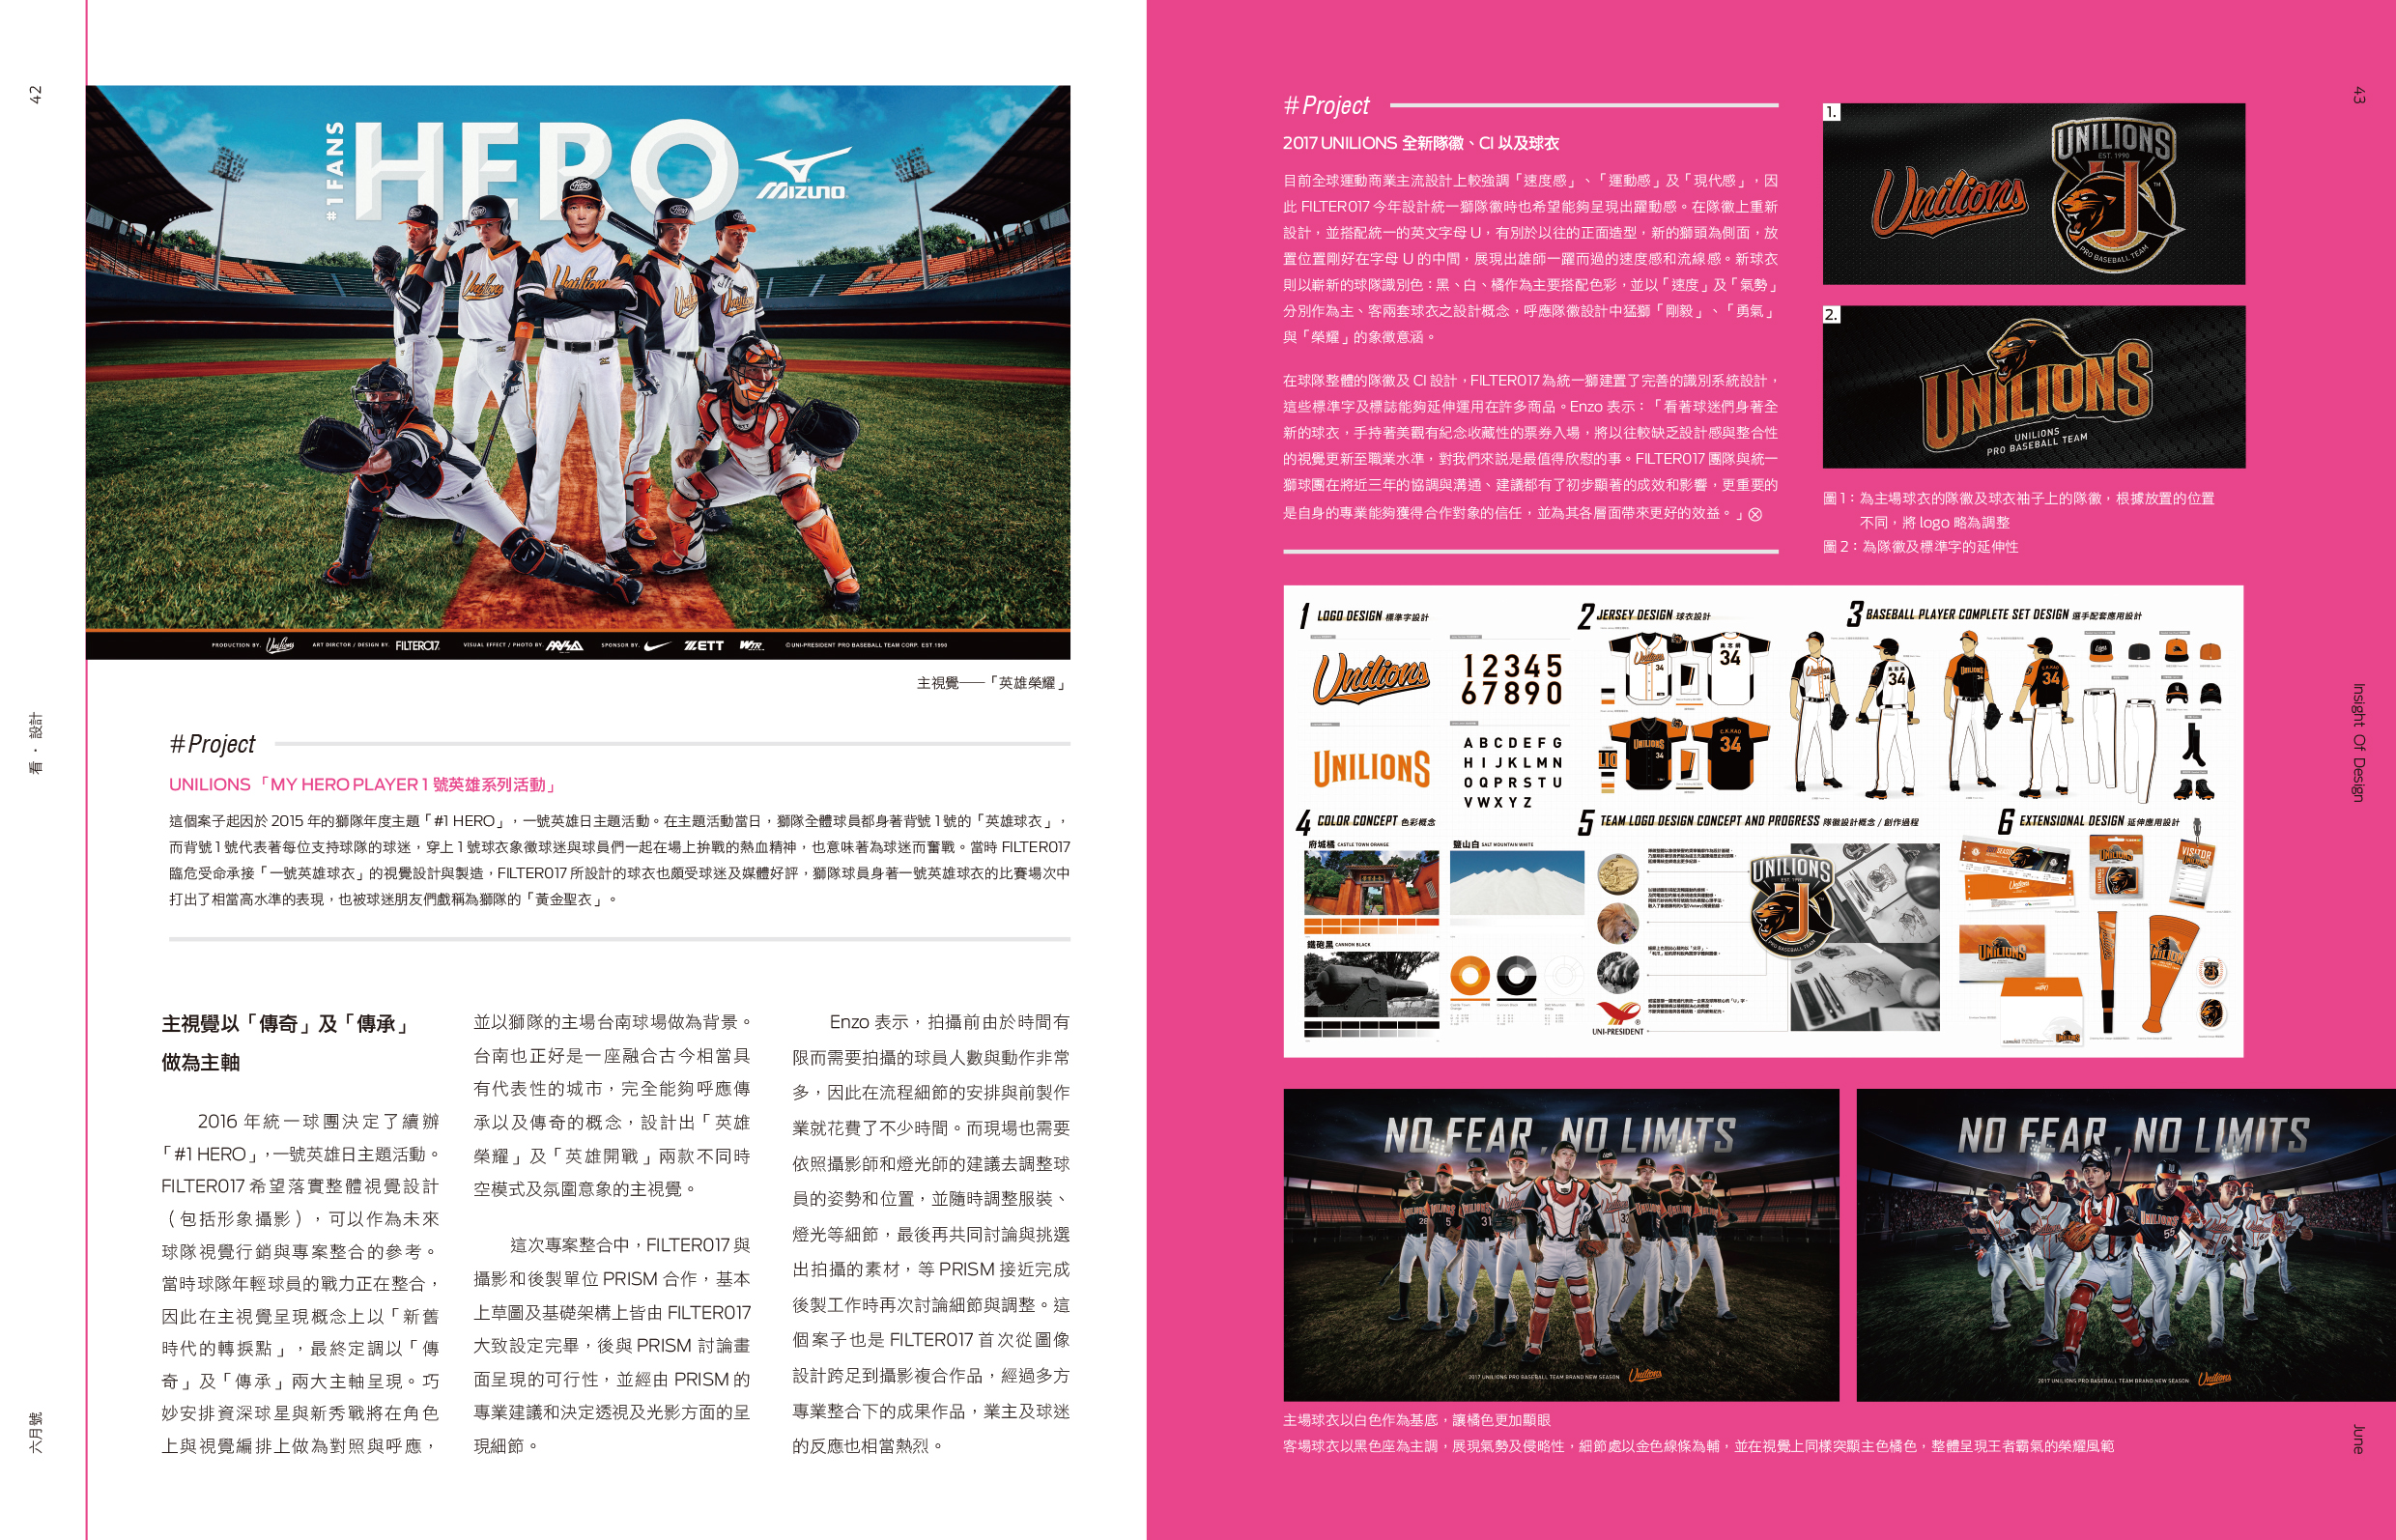 42
看・設計
六月號
#1 FANS
HERO
MIZUNO
PRODUCTION BY. Unilions ART DIRECTOR / DESIGN BY. FILTER017 VISUAL EFFECT / PHOTO BY. SPONSOR BY. ZETT ©UNI-PRESIDENT PRO BASEBALL TEAM CORP. EST.1990
主視覺——「英雄榮耀」
#Project
UNILIONS「MY HERO PLAYER 1 號英雄系列活動」
這個案子起因於 2015 年的獅隊年度主題「#1 HERO」，一號英雄日主題活動。在主題活動當日，獅隊全體球員都身著背號 1 號的「英雄球衣」，
而背號 1 號代表著每位支持球隊的球迷，穿上 1 號球衣象徵球迷與球員們一起在場上拚戰的熱血精神，也意味著為球迷而奮戰。當時 FILTER017
臨危受命承接「一號英雄球衣」的視覺設計與製造，FILTER017 所設計的球衣也頗受球迷及媒體好評，獅隊球員身著一號英雄球衣的比賽場次中
打出了相當高水準的表現，也被球迷朋友們戲稱為獅隊的「黃金聖衣」。
主視覺以「傳奇」及「傳承」
做為主軸
2016 年統一球團決定了續辦
「#1 HERO」，一號英雄日主題活動。
FILTER017 希望落實整體視覺設計
（包括形象攝影），可以作為未來
球隊視覺行銷與專案整合的參考。
當時球隊年輕球員的戰力正在整合，
因此在主視覺呈現概念上以「新舊
時代的轉捩點」，最終定調以「傳
奇」及「傳承」兩大主軸呈現。巧
妙安排資深球星與新秀戰將在角色
上與視覺編排上做為對照與呼應，
並以獅隊的主場台南球場做為背景。
台南也正好是一座融合古今相當具
有代表性的城市，完全能夠呼應傳
承以及傳奇的概念，設計出「英雄
榮耀」及「英雄開戰」兩款不同時
空模式及氛圍意象的主視覺。
這次專案整合中，FILTER017 與
攝影和後製單位 PRISM 合作，基本
上草圖及基礎架構上皆由 FILTER017
大致設定完畢，後與 PRISM 討論畫
面呈現的可行性，並經由 PRISM 的
專業建議和決定透視及光影方面的呈
現細節。
Enzo 表示，拍攝前由於時間有
限而需要拍攝的球員人數與動作非常
多，因此在流程細節的安排與前製作
業就花費了不少時間。而現場也需要
依照攝影師和燈光師的建議去調整球
員的姿勢和位置，並隨時調整服裝、
燈光等細節，最後再共同討論與挑選
出拍攝的素材，等 PRISM 接近完成
後製工作時再次討論細節與調整。這
個案子也是 FILTER017 首次從圖像
設計跨足到攝影複合作品，經過多方
專業整合下的成果作品，業主及球迷
的反應也相當熱烈。
#Project
2017 UNILIONS 全新隊徽、CI 以及球衣
目前全球運動商業主流設計上較強調「速度感」、「運動感」及「現代感」，因
此 FILTER017 今年設計統一獅隊徽時也希望能夠呈現出躍動感。在隊徽上重新
設計，並搭配統一的英文字母 U，有別於以往的正面造型，新的獅頭為側面，放
置位置剛好在字母 U 的中間，展現出雄師一躍而過的速度感和流線感。新球衣
則以嶄新的球隊識別色：黑、白、橘作為主要搭配色彩，並以「速度」及「氣勢」
分別作為主、客兩套球衣之設計概念，呼應隊徽設計中猛獅「剛毅」、「勇氣」
與「榮耀」的象徵意涵。
在球隊整體的隊徽及 CI 設計，FILTER017 為統一獅建置了完善的識別系統設計，
這些標準字及標誌能夠延伸運用在許多商品。Enzo 表示：「看著球迷們身著全
新的球衣，手持著美觀有紀念收藏性的票券入場，將以往較缺乏設計感與整合性
的視覺更新至職業水準，對我們來說是最值得欣慰的事。FILTER017 團隊與統一
獅球團在將近三年的協調與溝通、建議都有了初步顯著的成效和影響，更重要的
是自身的專業能夠獲得合作對象的信任，並為其各層面帶來更好的效益。」
1.
Unilions
UNILIONS
EST. 1990
PRO BASEBALL TEAM
2.
UNILIONS
UNILIONS
PRO BASEBALL TEAM
圖 1：為主場球衣的隊徽及球衣袖子上的隊徽，根據放置的位置
不同，將 logo 略為調整
圖 2：為隊徽及標準字的延伸性
1 LOGO DESIGN 標準字設計
Unilions
UNILIONS
12345
67890
ABCDEFG
HIJKLMN
OQPRSTU
VWXYZ
2 JERSEY DESIGN 球衣設計
34
34
C.K.KAO
34
3 BASEBALL PLAYER COMPLETE SET DESIGN 選手配套應用設計
4 COLOR CONCEPT 色彩概念
府城橘 CASTLE TOWN ORANGE
鹽山白 SALT MOUNTAIN WHITE
鐵砲黑 CANNON BLACK
5 TEAM LOGO DESIGN CONCEPT AND PROGRESS 隊徽設計概念 / 創作過程
UNILIONS
EST. 1990
PRO BASEBALL TEAM
UNI-PRESIDENT
6 EXTENSIONAL DESIGN 延伸應用設計
VISITOR
UNILIONS
NO FEAR, NO LIMITS
2017 UNILIONS PRO BASEBALL TEAM BRAND NEW SEASON Unilions
NO FEAR, NO LIMITS
2017 UNILIONS PRO BASEBALL TEAM BRAND NEW SEASON Unilions
主場球衣以白色作為基底，讓橘色更加顯眼
客場球衣以黑色座為主調，展現氣勢及侵略性，細節處以金色線條為輔，並在視覺上同樣突顯主色橘色，整體呈現王者霸氣的榮耀風範
43
Insight Of Design
June